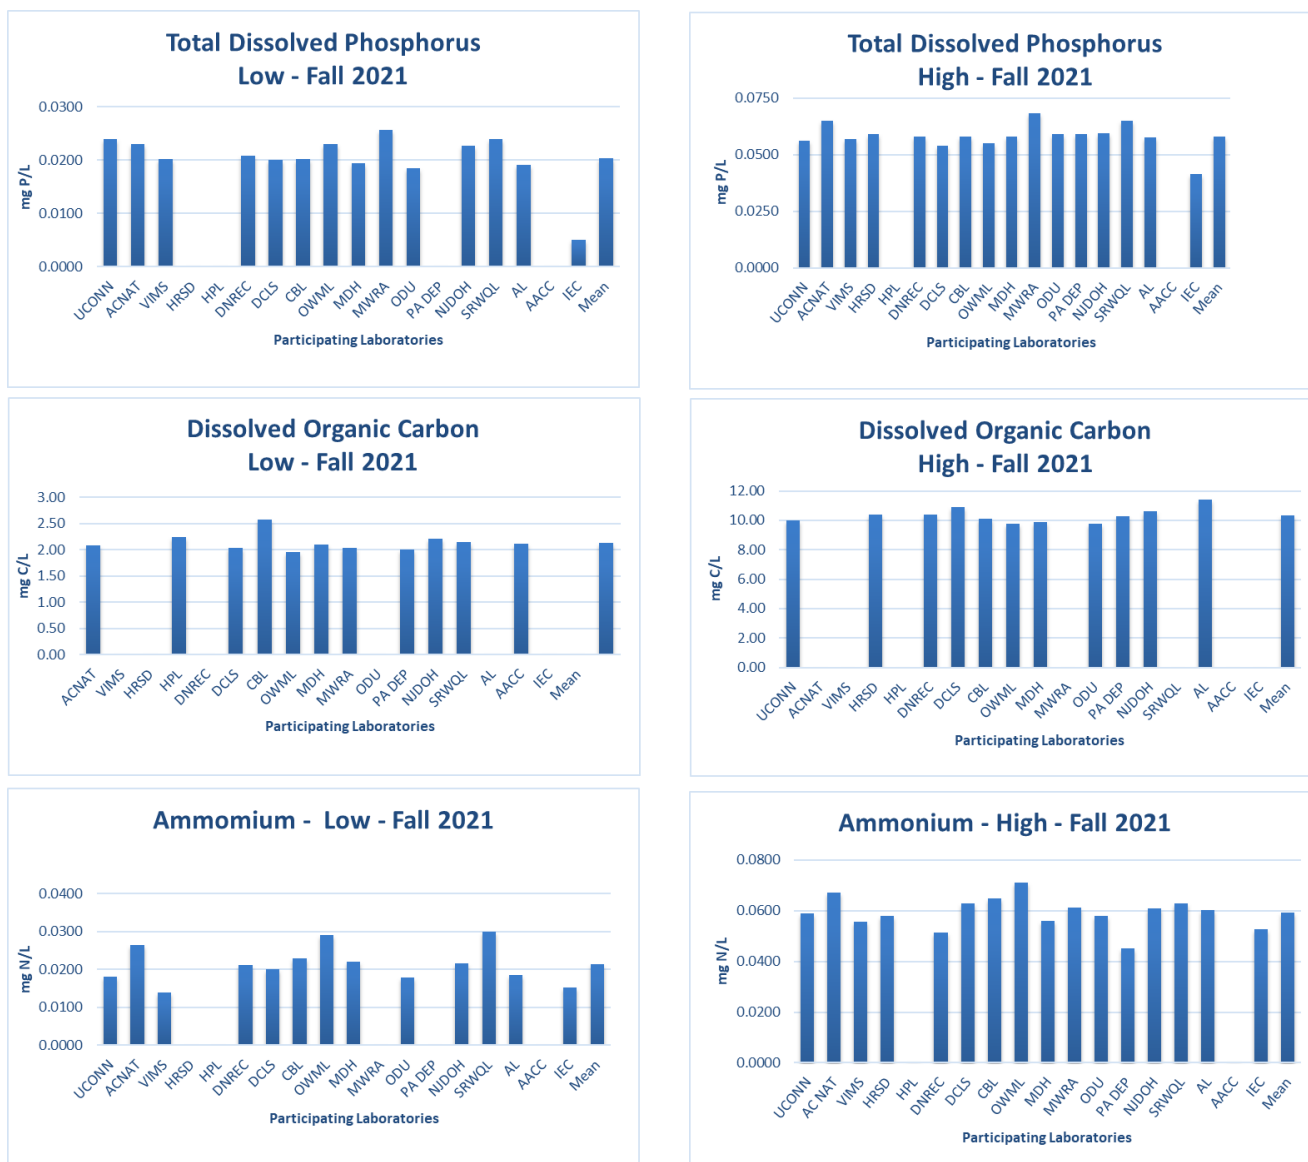 Total Dissolved Phosphorus
Low - Fall 2021
0.0300
0.0200
0.0100
0.0000
mg P/L
UCONN
ACNAT
VIMS
HRSD
HPL
DNREC
DCLS
CBL
OWML
MDH
MWRA
ODU
PA DEP
NJDOH
SRWQL
AL
AACC
IEC
Mean
Participating Laboratories
Total Dissolved Phosphorus
High - Fall 2021
0.0750
0.0500
0.0250
0.0000
mg P/L
UCONN
ACNAT
VIMS
HRSD
HPL
DNREC
DCLS
CBL
OWML
MDH
MWRA
ODU
PA DEP
NJDOH
SRWQL
AL
AACC
IEC
Mean
Participating Laboratories
Dissolved Organic Carbon
Low - Fall 2021
3.00
2.50
2.00
1.50
1.00
0.50
0.00
mg C/L
ACNAT
VIMS
HRSD
HPL
DNREC
DCLS
CBL
OWML
MDH
MWRA
ODU
PA DEP
NJDOH
SRWQL
AL
AACC
IEC
Mean
Participating Laboratories
Dissolved Organic Carbon
High - Fall 2021
12.00
10.00
8.00
6.00
4.00
2.00
0.00
mg C/L
UCONN
ACNAT
VIMS
HRSD
HPL
DNREC
DCLS
CBL
OWML
MDH
MWRA
ODU
PA DEP
NJDOH
SRWQL
AL
AACC
IEC
Mean
Participating Laboratories
Ammomium - Low - Fall 2021
0.0400
0.0300
0.0200
0.0100
0.0000
mg N/L
UCONN
ACNAT
VIMS
HRSD
HPL
DNREC
DCLS
CBL
OWML
MDH
MWRA
ODU
PA DEP
NJDOH
SRWQL
AL
AACC
IEC
Mean
Participating Laboratories
Ammonium - High - Fall 2021
0.0800
0.0600
0.0400
0.0200
0.0000
mg N/L
UCONN
AC NAT
VIMS
HRSD
HPL
DNREC
DCLS
CBL
OWML
MDH
MWRA
ODU
PA DEP
NJDOH
SRWQL
AL
AACC
IEC
Mean
Participating Laboratories